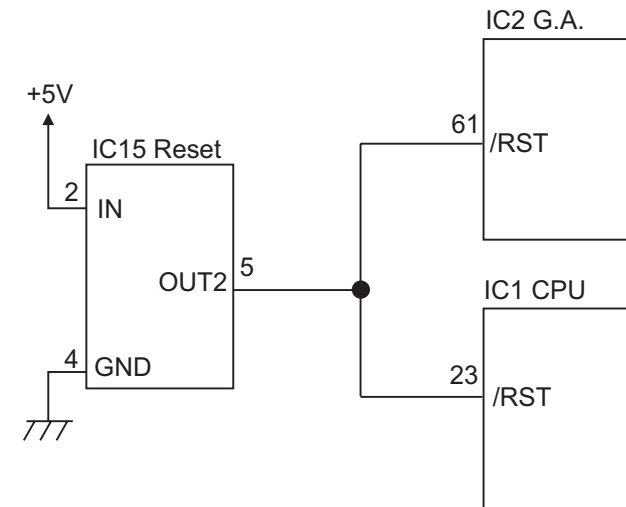 IC2 G.A.
+5V
61
/RST
IC15 Reset
2
IN
OUT2
5
IC1 CPU
4
GND
23
/RST